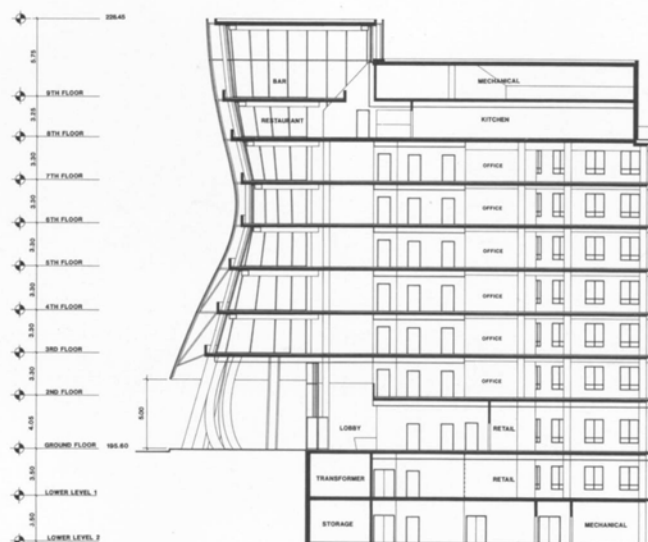 228.45
5.75
BAR
MECHANICAL
9TH FLOOR
3.25
RESTAURANT
KITCHEN
8TH FLOOR
3.30
OFFICE
7TH FLOOR
3.30
OFFICE
6TH FLOOR
3.30
OFFICE
5TH FLOOR
3.30
OFFICE
4TH FLOOR
3.30
OFFICE
3RD FLOOR
3.30
OFFICE
2ND FLOOR
4.05
5.00
LOBBY
RETAIL
GROUND FLOOR 195.60
3.50
TRANSFORMER
RETAIL
LOWER LEVEL 1
3.50
STORAGE
MECHANICAL
LOWER LEVEL 2